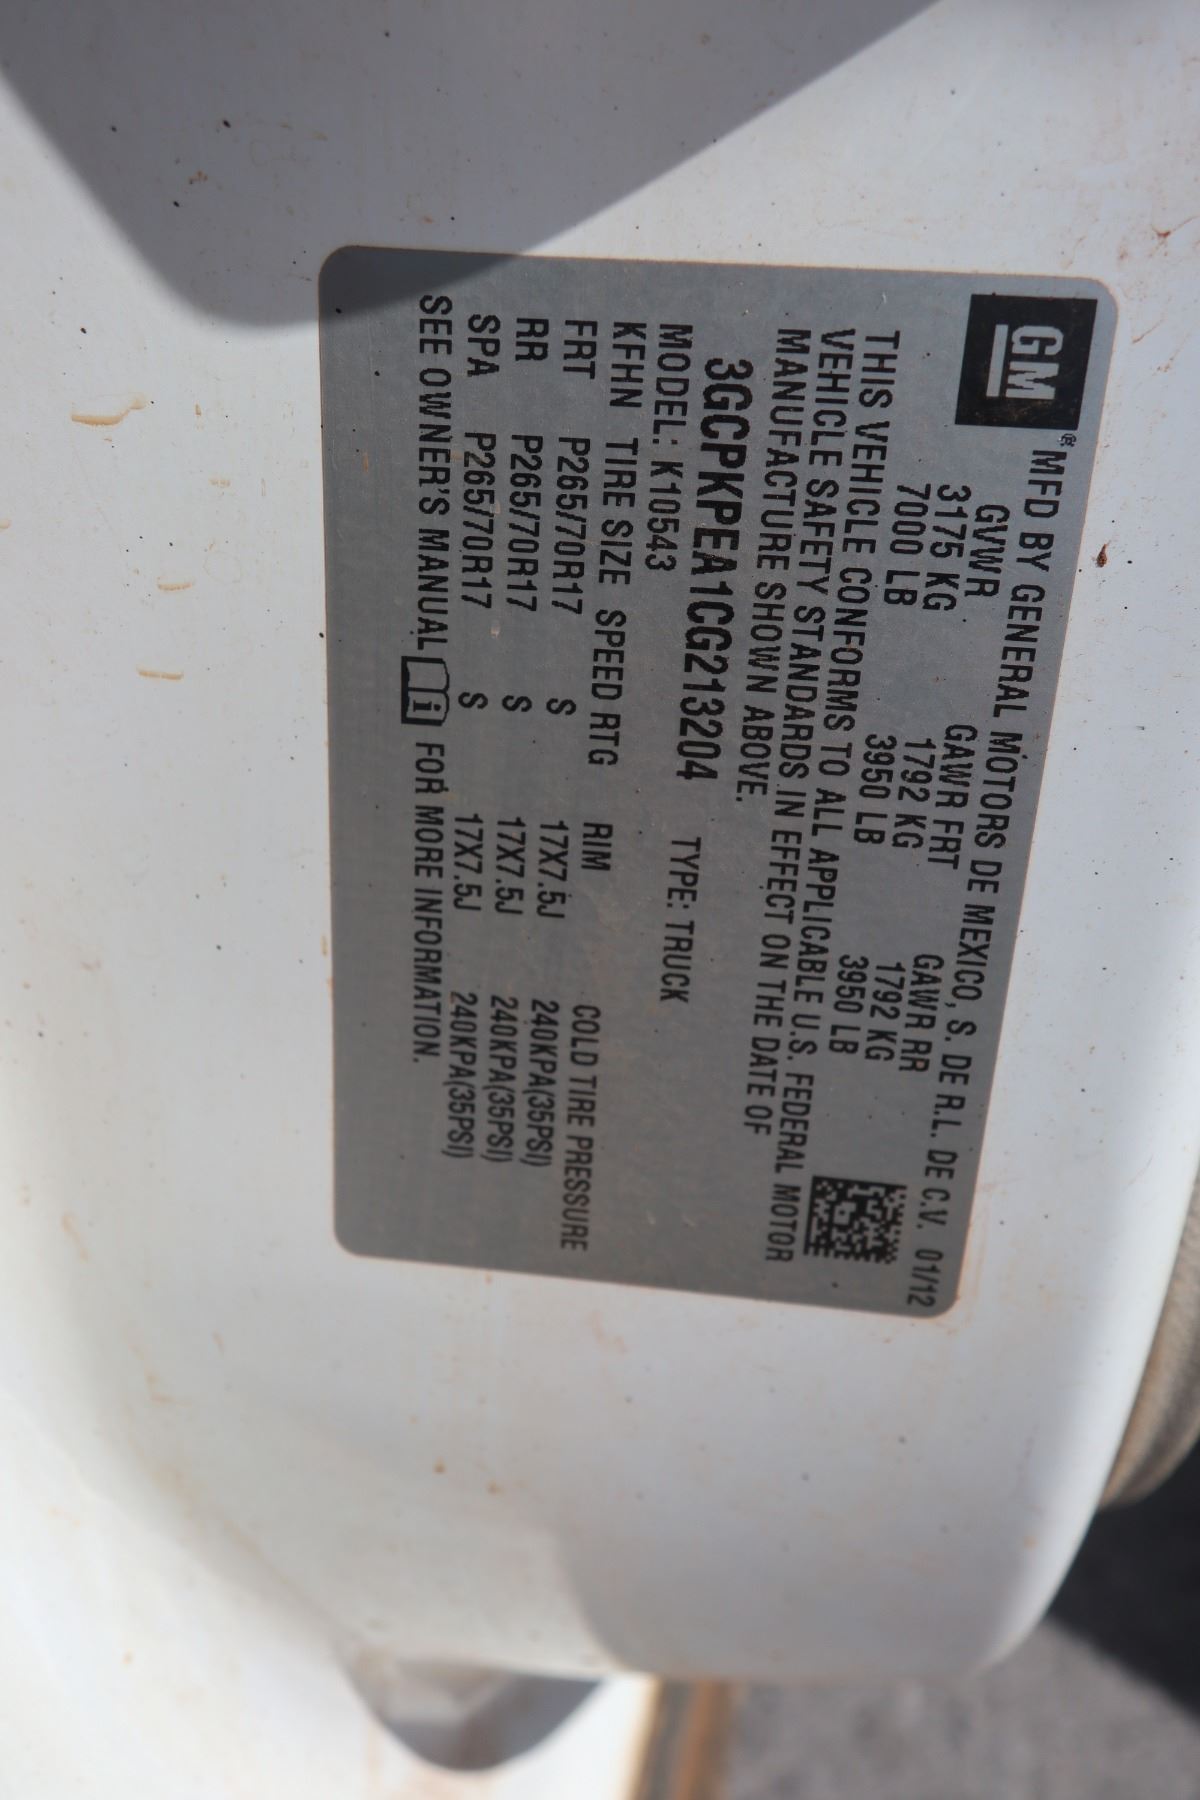 GM® MFD BY GENERAL MOTORS DE MEXICO, S. DE R.L. DE C.V. 01/12
GVWR GAWR FRT GAWR RR
3175 KG 1792 KG 1792 KG
7000 LB 3950 LB 3950 LB
THIS VEHICLE CONFORMS TO ALL APPLICABLE U.S. FEDERAL MOTOR
VEHICLE SAFETY STANDARDS IN EFFECT ON THE DATE OF
MANUFACTURE SHOWN ABOVE.
3GCPKPEA1CG213204 TYPE: TRUCK
MODEL: K10543
KFHN TIRE SIZE SPEED RTG RIM COLD TIRE PRESSURE
FRT P265/70R17 S 17X7.5J 240KPA(35PSI)
RR P265/70R17 S 17X7.5J 240KPA(35PSI)
SPA P265/70R17 S 17X7.5J 240KPA(35PSI)
SEE OWNER'S MANUAL i FOR MORE INFORMATION.